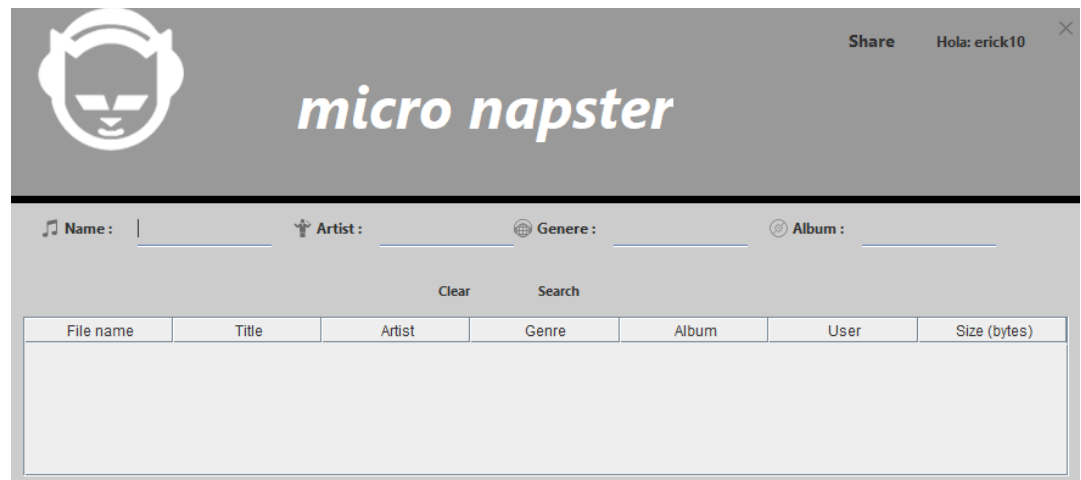 Share Hola: erick10
micro napster
Name : Artist : Genere : Album :
Clear Search
File name Title Artist Genre Album User Size (bytes)